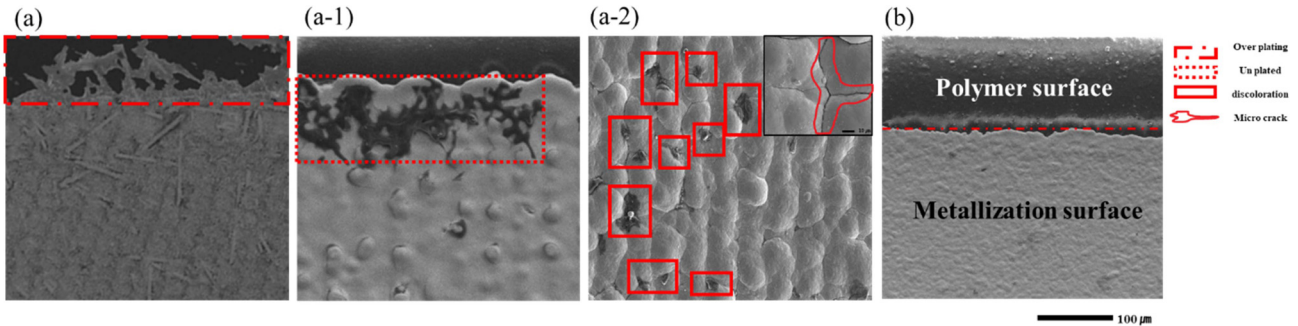 (a)
(a-1)
(a-2)
(b)
Polymer surface
Metallization surface
Over plating
Un plated
discoloration
Micro crack
100 μm